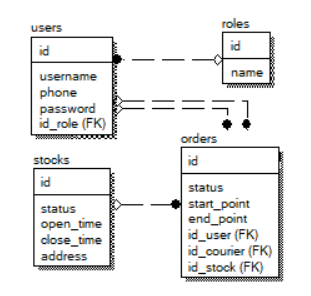 users
id
username
phone
password
id_role (FK)
roles
id
name
stocks
id
status
open_time
close_time
address
orders
id
status
start_point
end_point
id_user (FK)
id_courier (FK)
id_stock (FK)